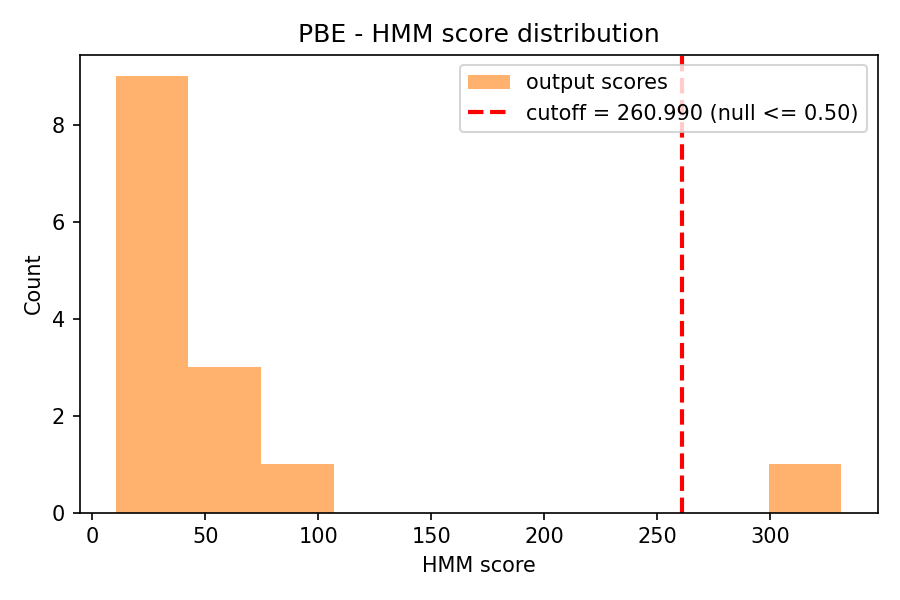 PBE - HMM score distribution
output scores
cutoff = 260.990 (null <= 0.50)
Count
8
6
4
2
0
0 50 100 150 200 250 300
HMM score